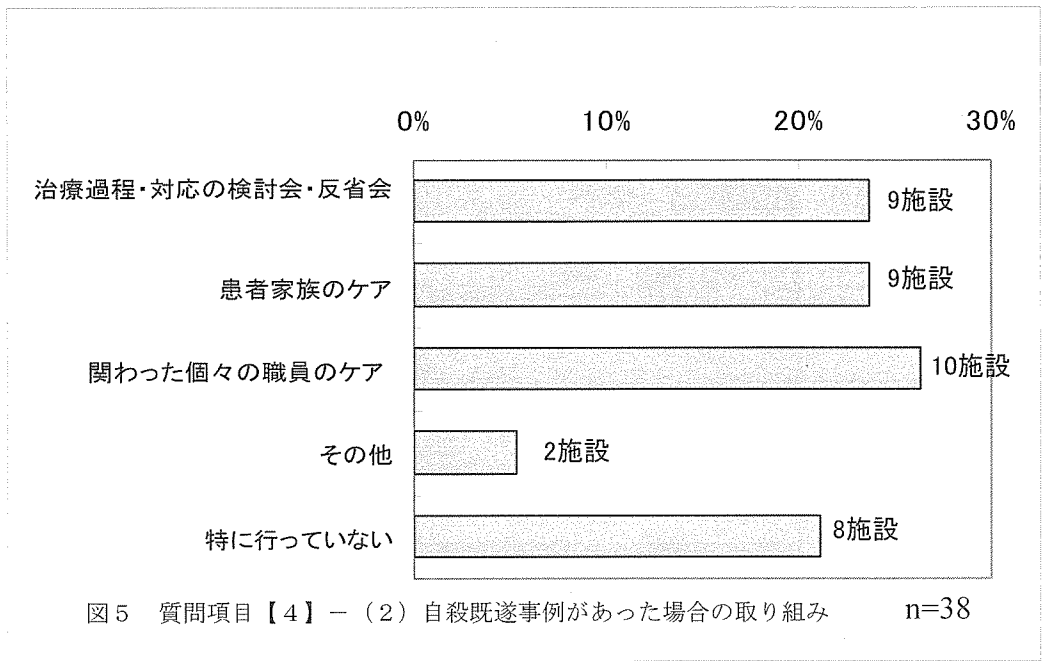 0% 10% 20% 30%
治療過程・対応の検討会・反省会 9施設
患者家族のケア 9施設
関わった個々の職員のケア 10施設
その他 2施設
特に行っていない 8施設
図5 質問項目【4】-(2)自殺既遂事例があった場合の取り組み n=38